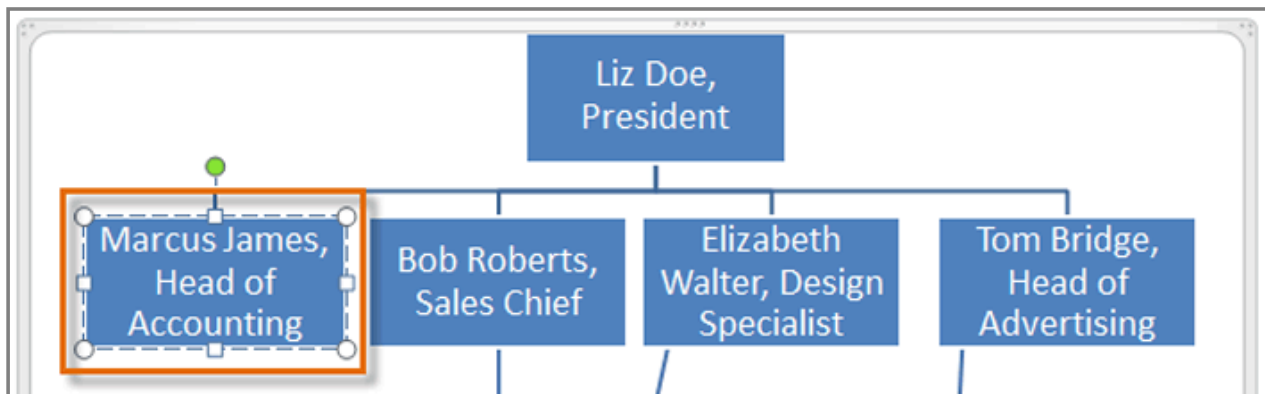 Liz Doe,
President
Marcus James,
Head of
Accounting
Bob Roberts,
Sales Chief
Elizabeth
Walter, Design
Specialist
Tom Bridge,
Head of
Advertising